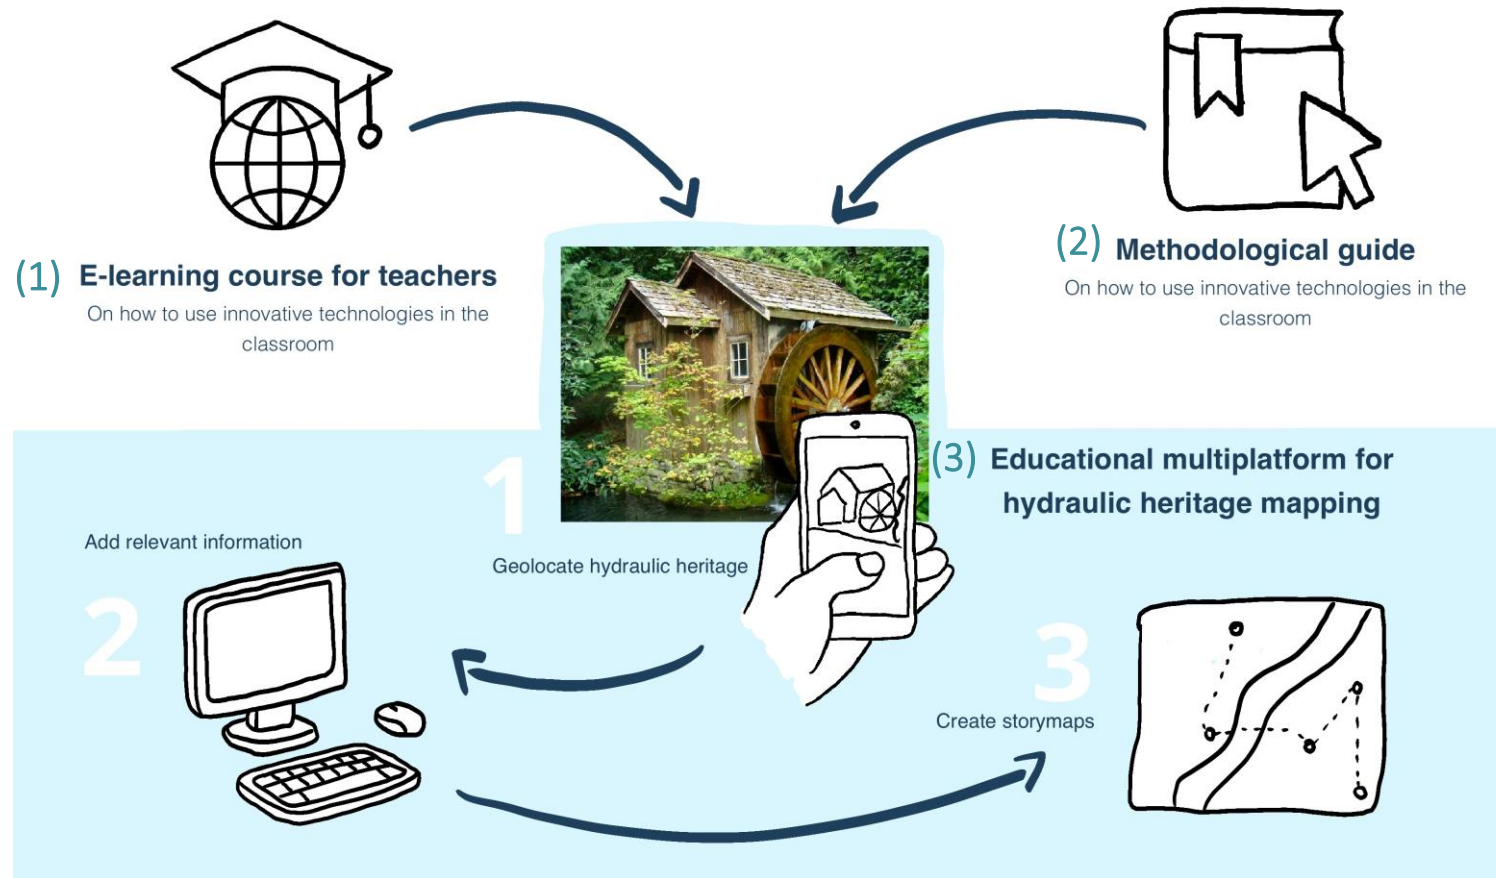 (1) E-learning course for teachers
On how to use innovative technologies in the
classroom
(2) Methodological guide
On how to use innovative technologies in the
classroom
(3) Educational multiplatform for
hydraulic heritage mapping
1
Geolocate hydraulic heritage
Add relevant information
2
3
Create storymaps